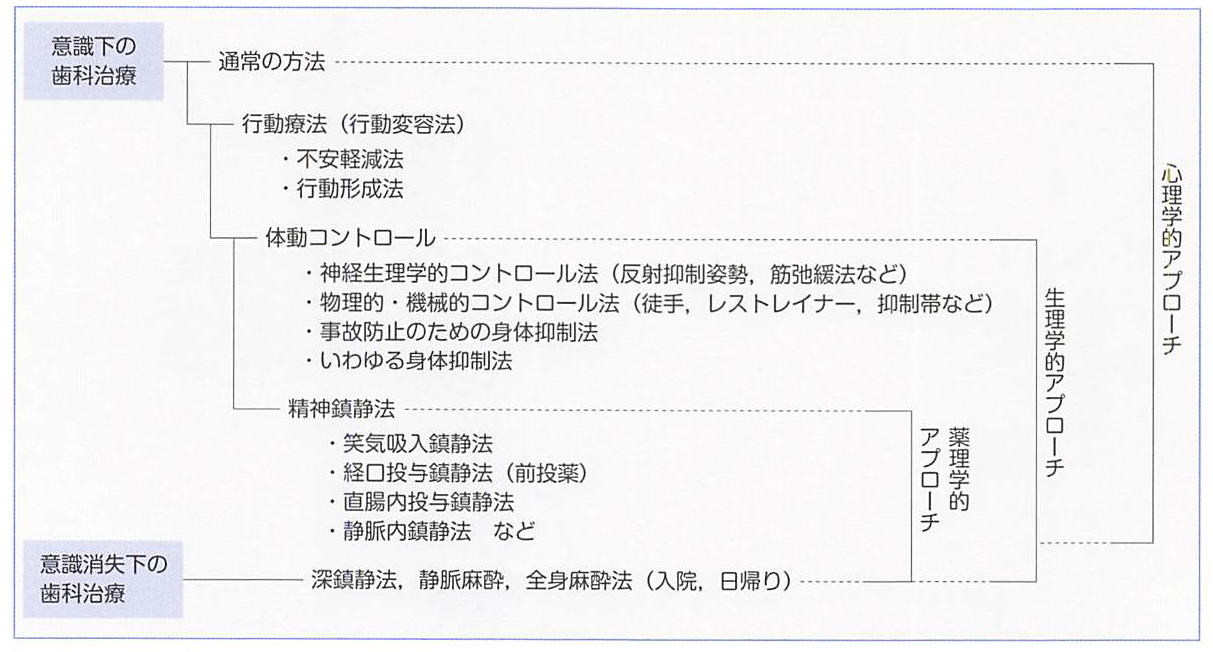 意識下の
歯科治療
通常の方法
行動療法（行動変容法）
・不安軽減法
・行動形成法
体動コントロール
・神経生理学的コントロール法（反射抑制姿勢，筋弛緩法など）
・物理的・機械的コントロール法（徒手，レストレイナー，抑制帯など）
・事故防止のための身体抑制法
・いわゆる身体抑制法
精神鎮静法
・笑気吸入鎮静法
・経口投与鎮静法（前投薬）
・直腸内投与鎮静法
・静脈内鎮静法　など
意識消失下の
歯科治療
深鎮静法，静脈麻酔，全身麻酔法（入院，日帰り）
薬理学的
アプローチ
生理学的アプローチ
心理学的アプローチ